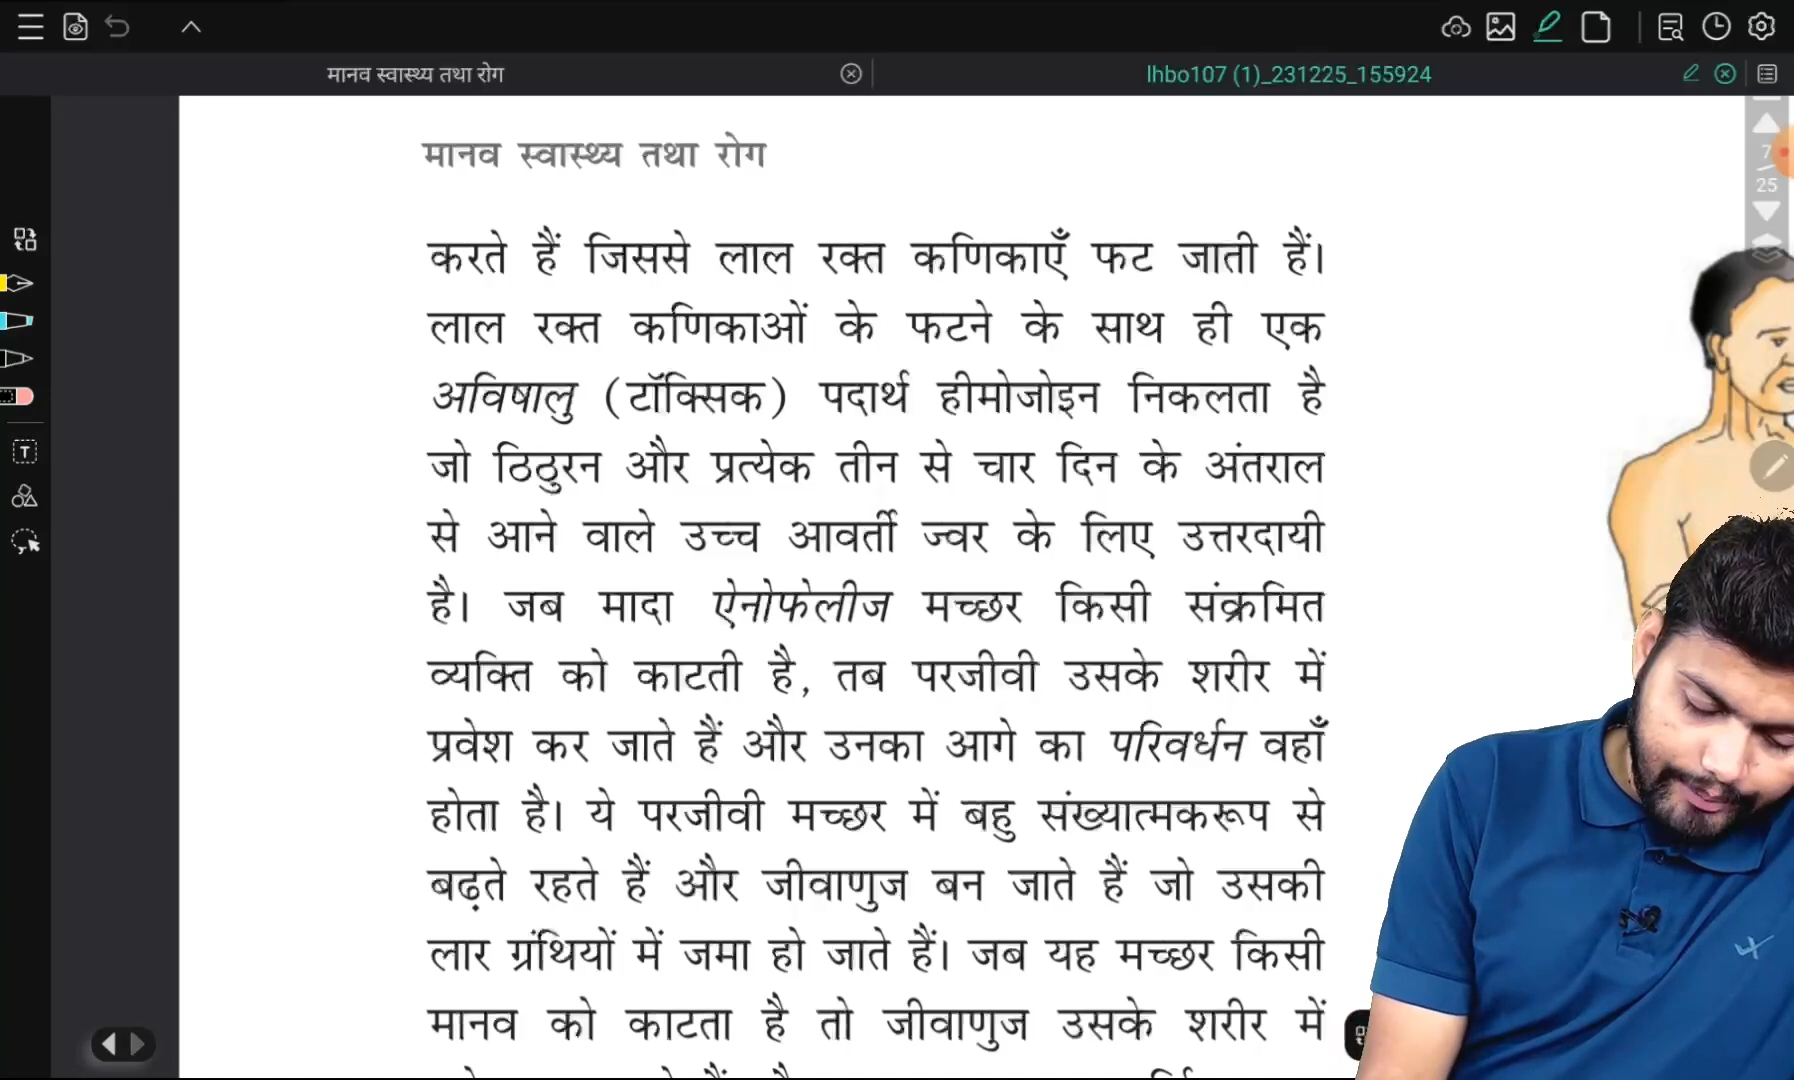 मानव स्वास्थ्य तथा रोग
lhbo107 (1)_231225_155924
7
25
T
मानव स्वास्थ्य तथा रोग
करते हैं जिससे लाल रक्त कणिकाएँ फट जाती हैं।
लाल रक्त कणिकाओं के फटने के साथ ही एक
अविषालु (टॉक्सिक) पदार्थ हीमोजोइन निकलता है
जो ठिठुरन और प्रत्येक तीन से चार दिन के अंतराल
से आने वाले उच्च आवर्ती ज्वर के लिए उत्तरदायी
है। जब मादा ऐनोफेलीज मच्छर किसी संक्रमित
व्यक्ति को काटती है, तब परजीवी उसके शरीर में
प्रवेश कर जाते हैं और उनका आगे का परिवर्धन वहाँ
होता है। ये परजीवी मच्छर में बहु संख्यात्मकरूप से
बढ़ते रहते हैं और जीवाणुज बन जाते हैं जो उसकी
लार ग्रंथियों में जमा हो जाते हैं। जब यह मच्छर किसी
मानव को काटता है तो जीवाणुज उसके शरीर में